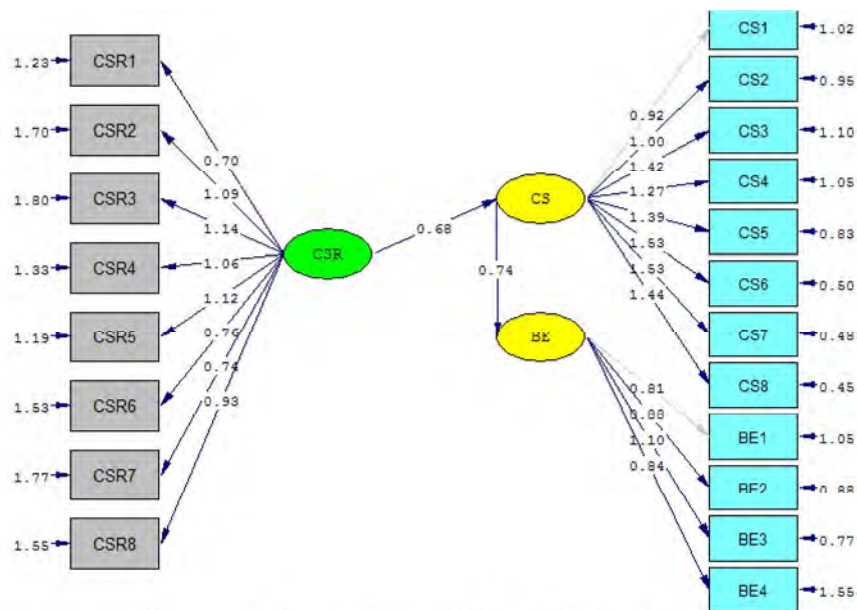 1.23 CSR1
1.70 CSR2
1.80 CSR3
1.33 CSR4
1.19 CSR5
1.53 CSR6
1.77 CSR7
1.55 CSR8
0.70
1.09
1.14
1.06
1.12
0.76
0.74
0.93
CSR
0.68
CS
0.74
BE
0.92
1.00
1.42
1.27
1.39
1.53
1.53
1.44
0.81
0.88
1.10
0.84
CS1 1.02
CS2 0.95
CS3 1.10
CS4 1.05
CS5 0.83
CS6 0.50
CS7 0.48
CS8 0.45
BE1 1.05
BE2 0.88
BE3 0.77
BE4 1.55